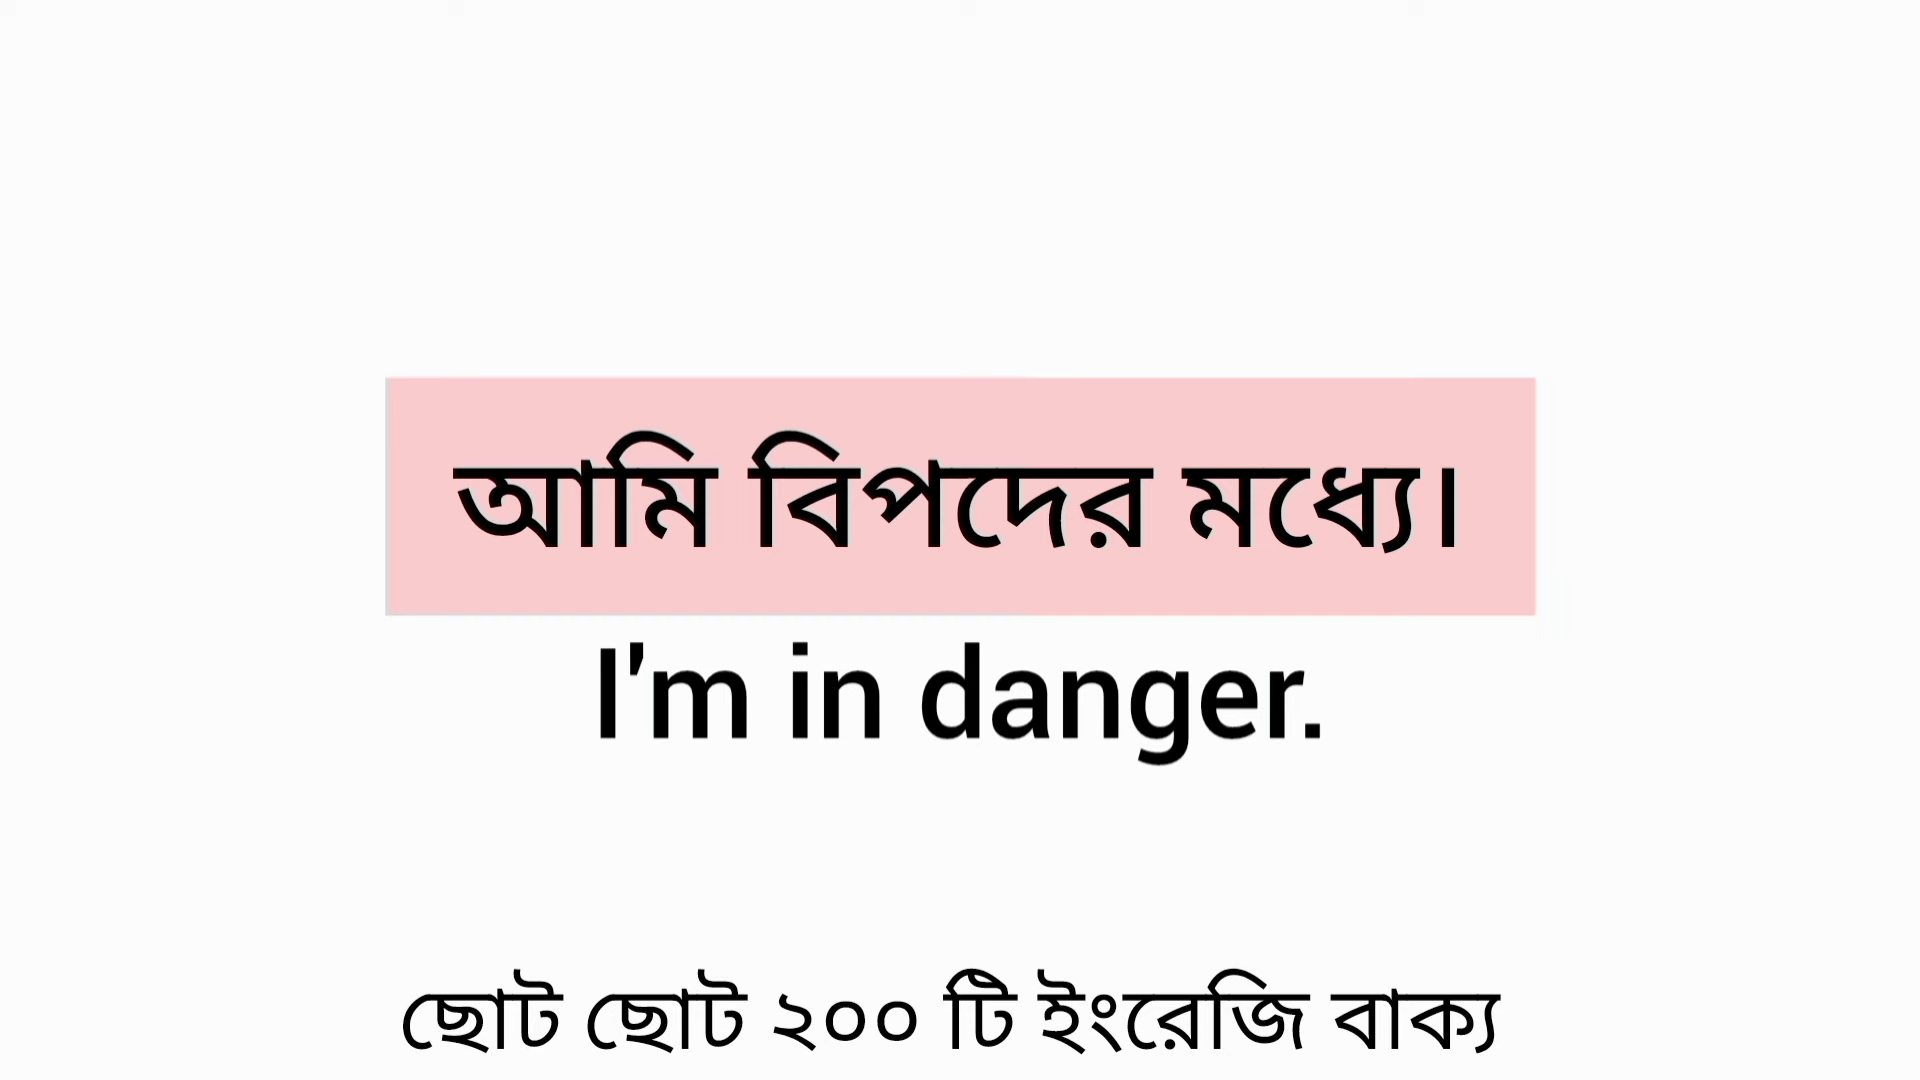 আমি বিপদের মধ্যে।
I'm in danger.
ছোট ছোট ২০০ টি ইংরেজি বাক্য